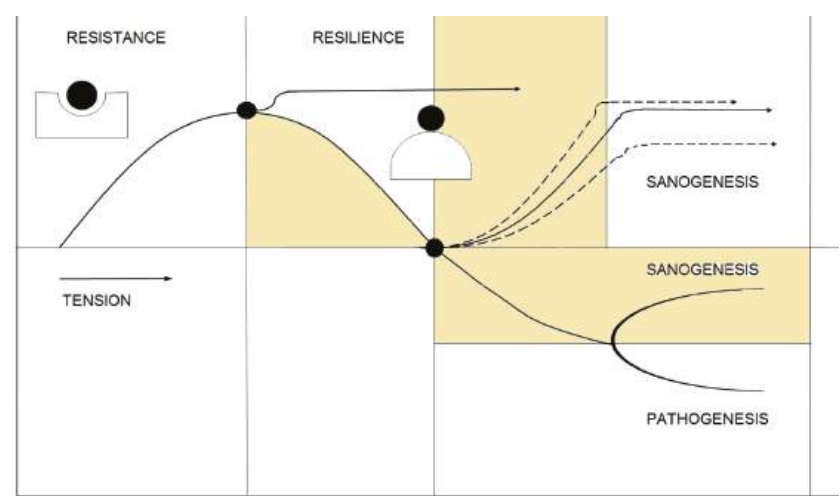 RESISTANCE
RESILIENCE
SANOGENESIS
TENSION
SANOGENESIS
PATHOGENESIS